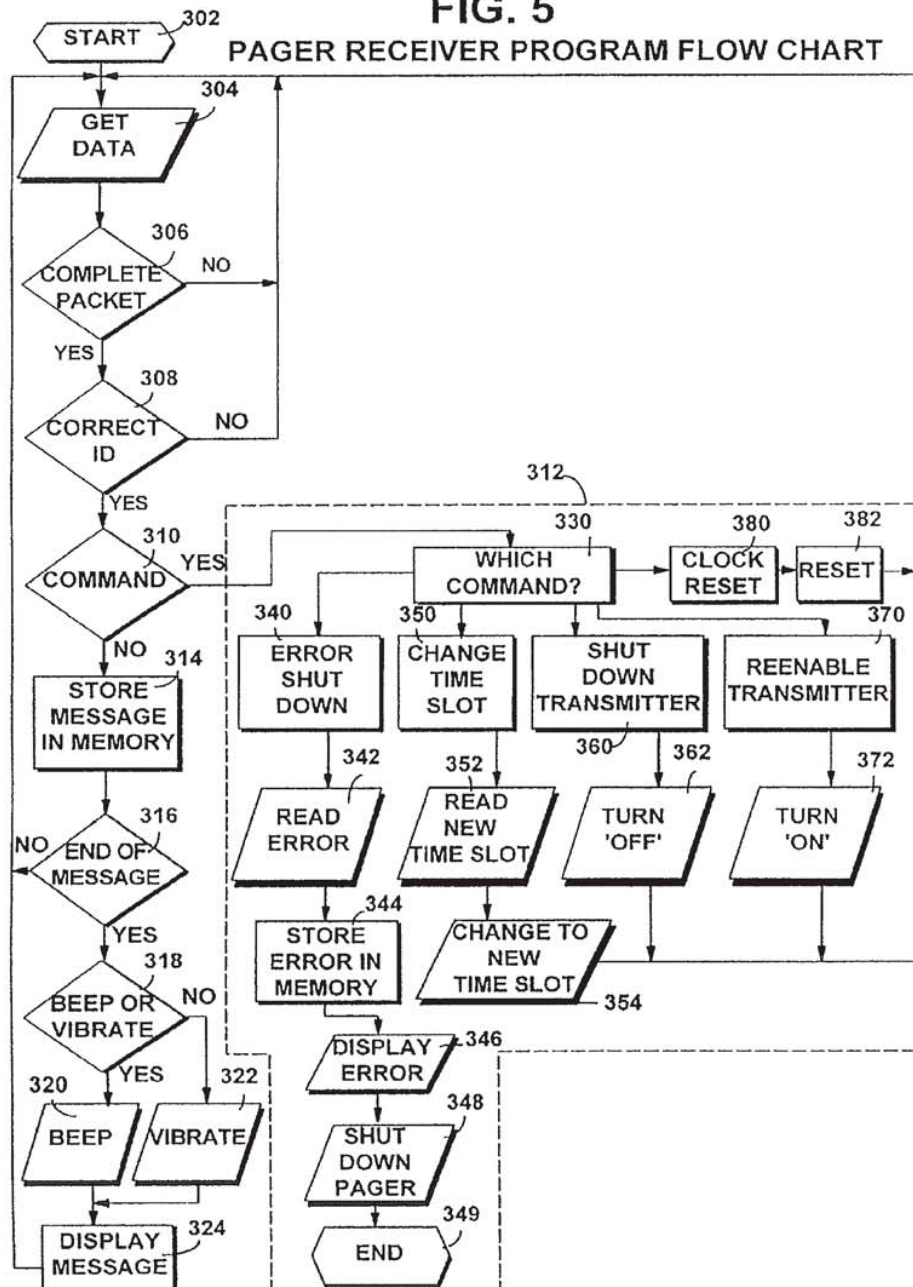 FIG. 5
PAGER RECEIVER PROGRAM FLOW CHART
START
302
GET
DATA
304
COMPLETE
PACKET
306
NO
YES
CORRECT
ID
308
NO
YES
COMMAND
310
YES
NO
312
STORE
MESSAGE
IN MEMORY
314
END OF
MESSAGE
316
NO
YES
BEEP OR
VIBRATE
318
NO
YES
320
BEEP
322
VIBRATE
DISPLAY
MESSAGE
324
WHICH
COMMAND?
330
380
CLOCK
RESET
382
RESET
340
ERROR
SHUT
DOWN
342
READ
ERROR
344
STORE
ERROR IN
MEMORY
DISPLAY
ERROR
346
SHUT
DOWN
PAGER
348
END
349
350
CHANGE
TIME
SLOT
352
READ
NEW
TIME SLOT
CHANGE TO
NEW
TIME SLOT
354
SHUT
DOWN
TRANSMITTER
360
362
TURN
'OFF'
370
REENABLE
TRANSMITTER
372
TURN
'ON'